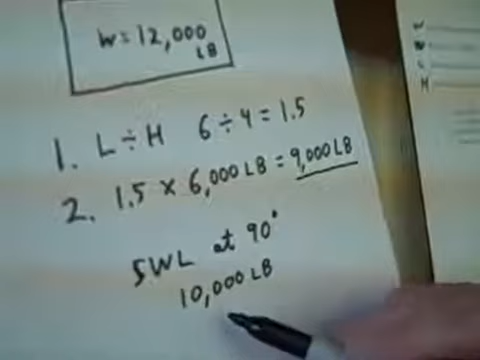 W = 12,000
LB
1. L ÷ H 6 ÷ 4 = 1.5
2. 1.5 × 6,000 LB = 9,000 LB
SWL at 90°
10,000 LB
W
H